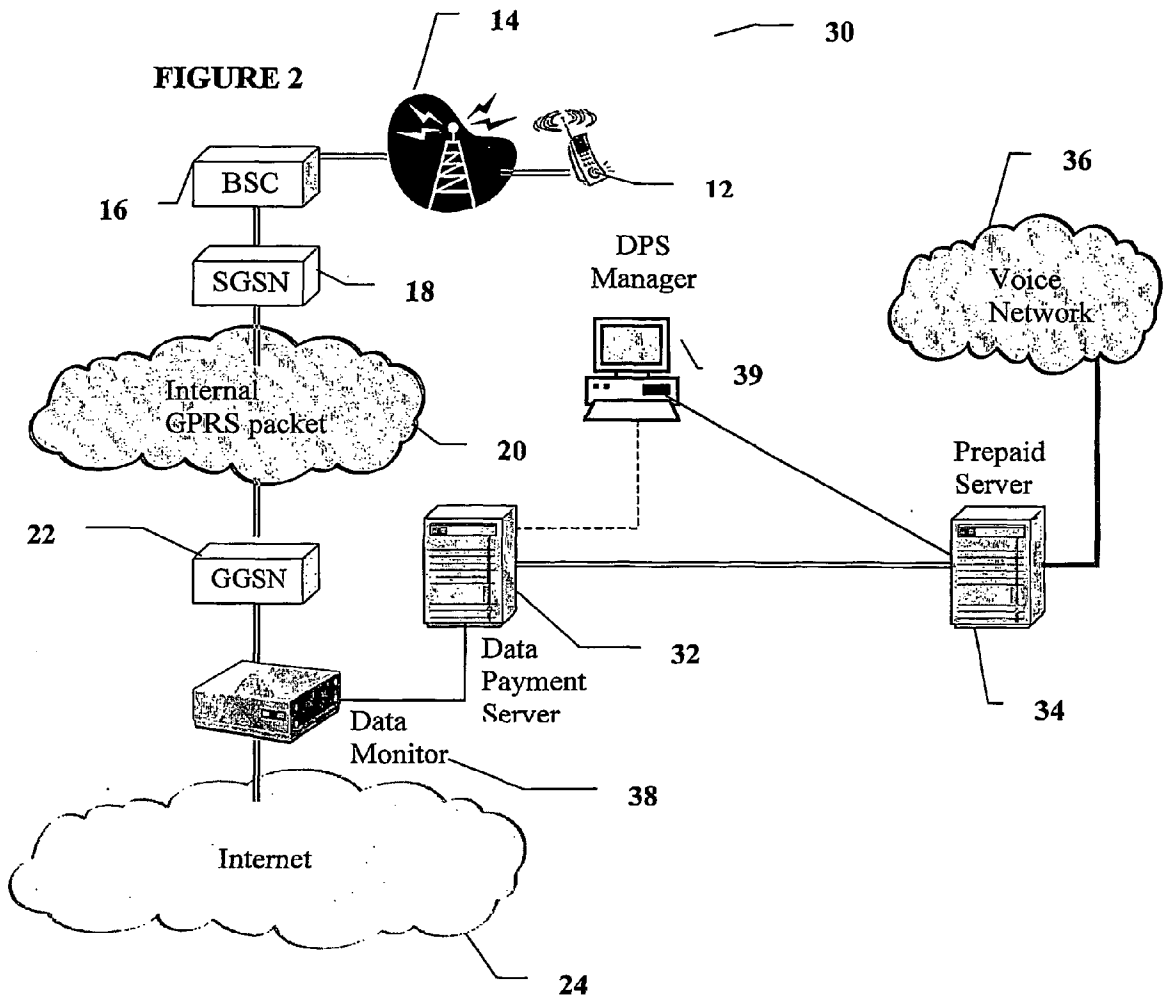 14
30
FIGURE 2
36
BSC
16
12
DPS
Manager
Voice
Network
SGSN
18
39
Internal
GPRS packet
20
Prepaid
Server
22
GGSN
32
Data
Payment
Server
34
Data
Monitor
38
Internet
24